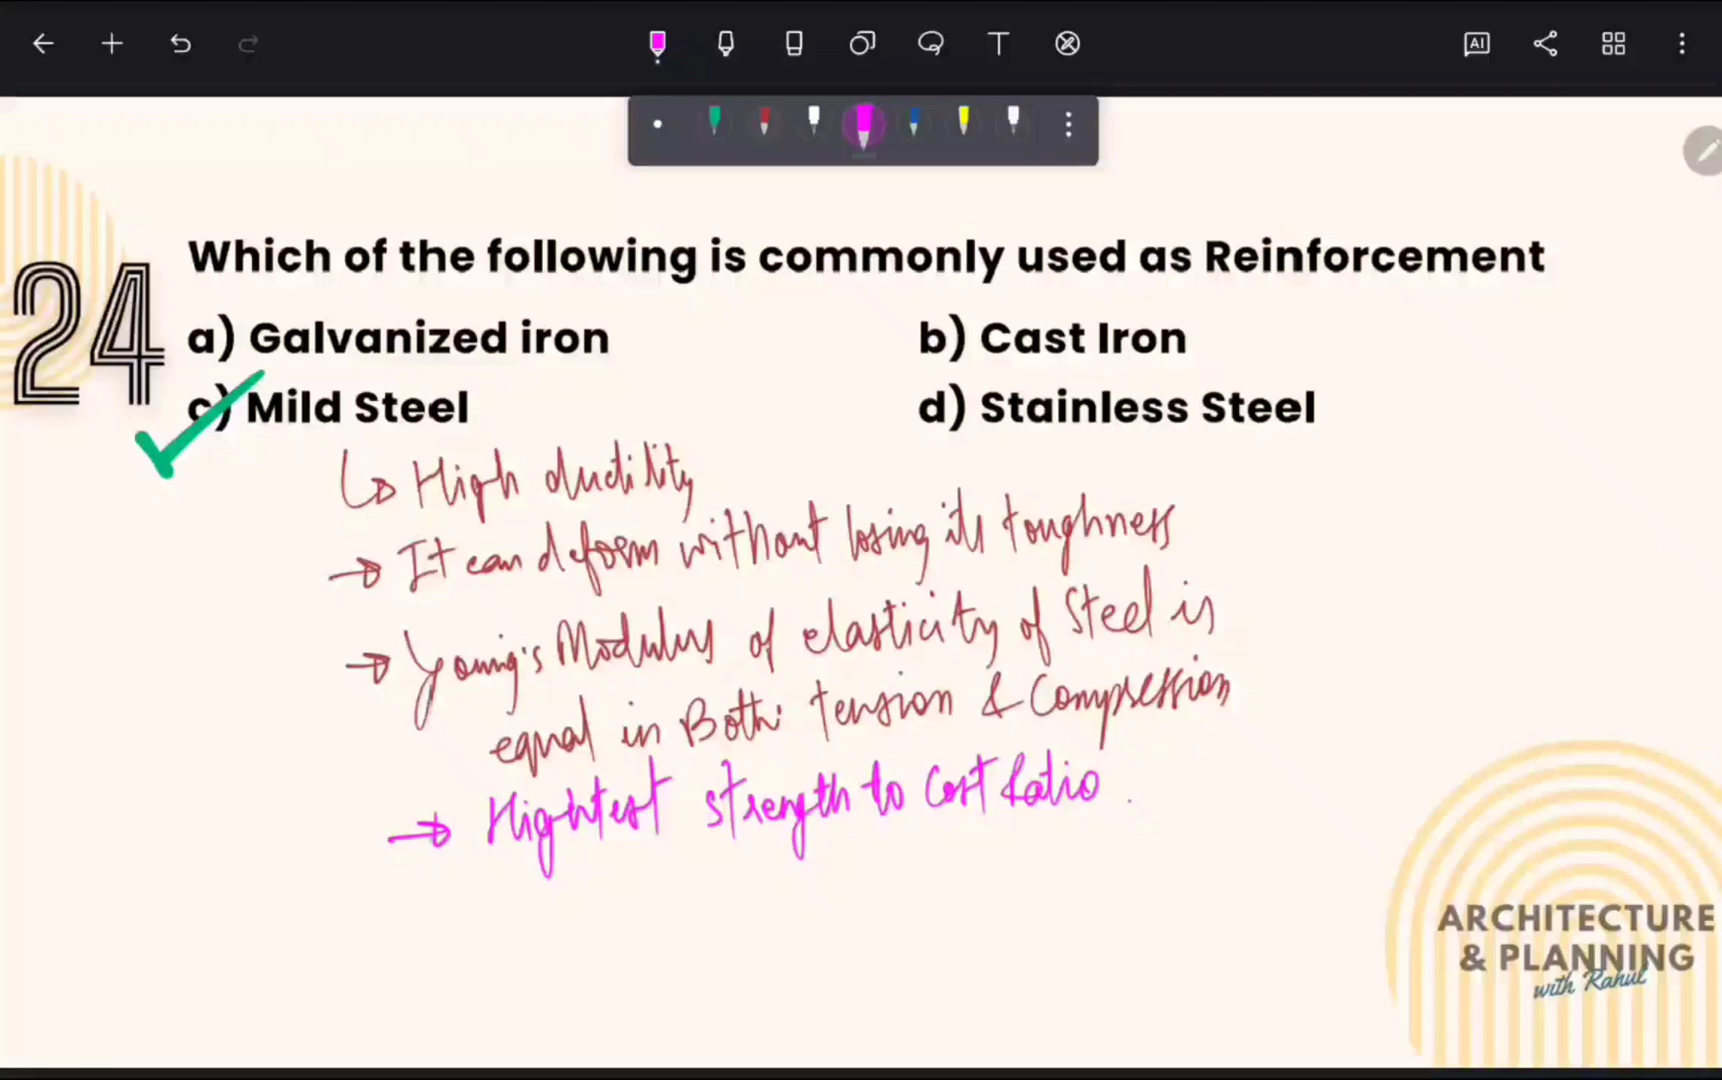 AI
T
24
Which of the following is commonly used as Reinforcement
a) Galvanized iron
b) Cast Iron
c) Mild Steel
d) Stainless Steel
↳ High ductility
→ It can deform without losing its toughness
→ Young's Modulus of elasticity of Steel is
equal in Both tension & Compression
→ Hightest strength to Cost Ratio.
ARCHITECTURE
& PLANNING
with Rahul